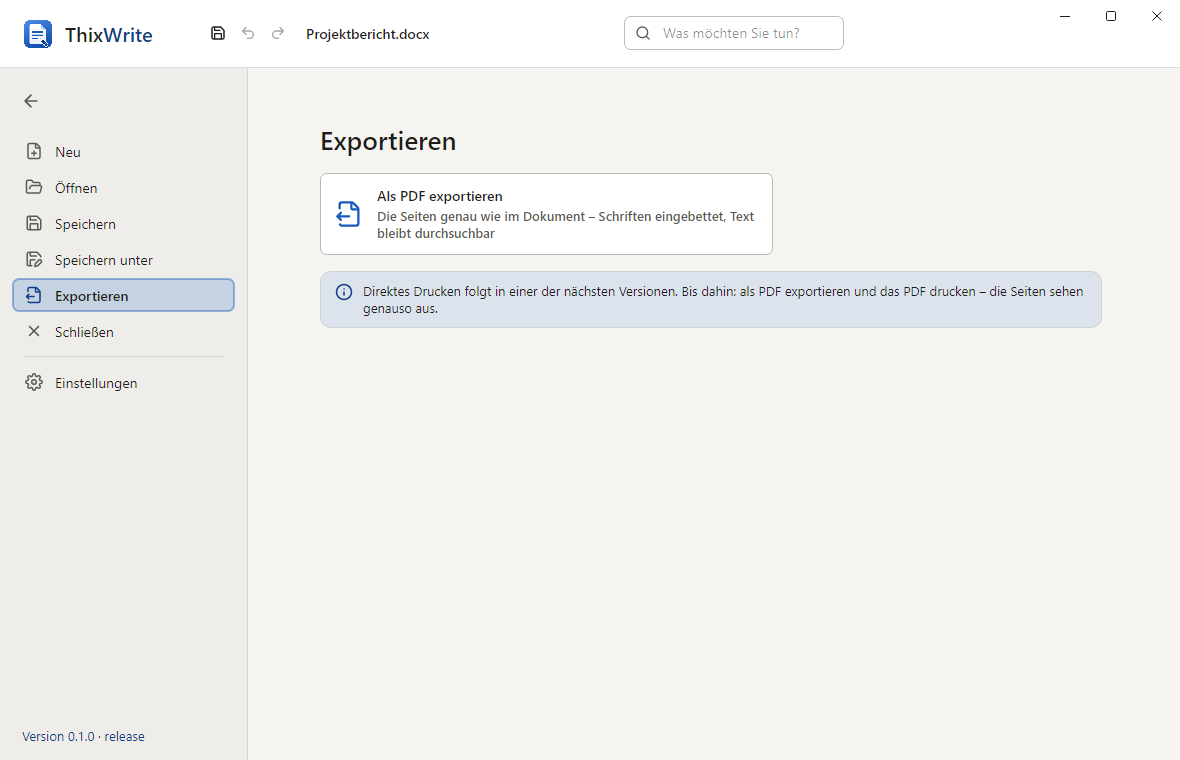 ThixWrite
Projektbericht.docx
Was möchten Sie tun?
Neu
Öffnen
Speichern
Speichern unter
Exportieren
Schließen
Einstellungen
Version 0.1.0 · release
Exportieren
Als PDF exportieren
Die Seiten genau wie im Dokument – Schriften eingebettet, Text
bleibt durchsuchbar
Direktes Drucken folgt in einer der nächsten Versionen. Bis dahin: als PDF exportieren und das PDF drucken – die Seiten sehen
genauso aus.